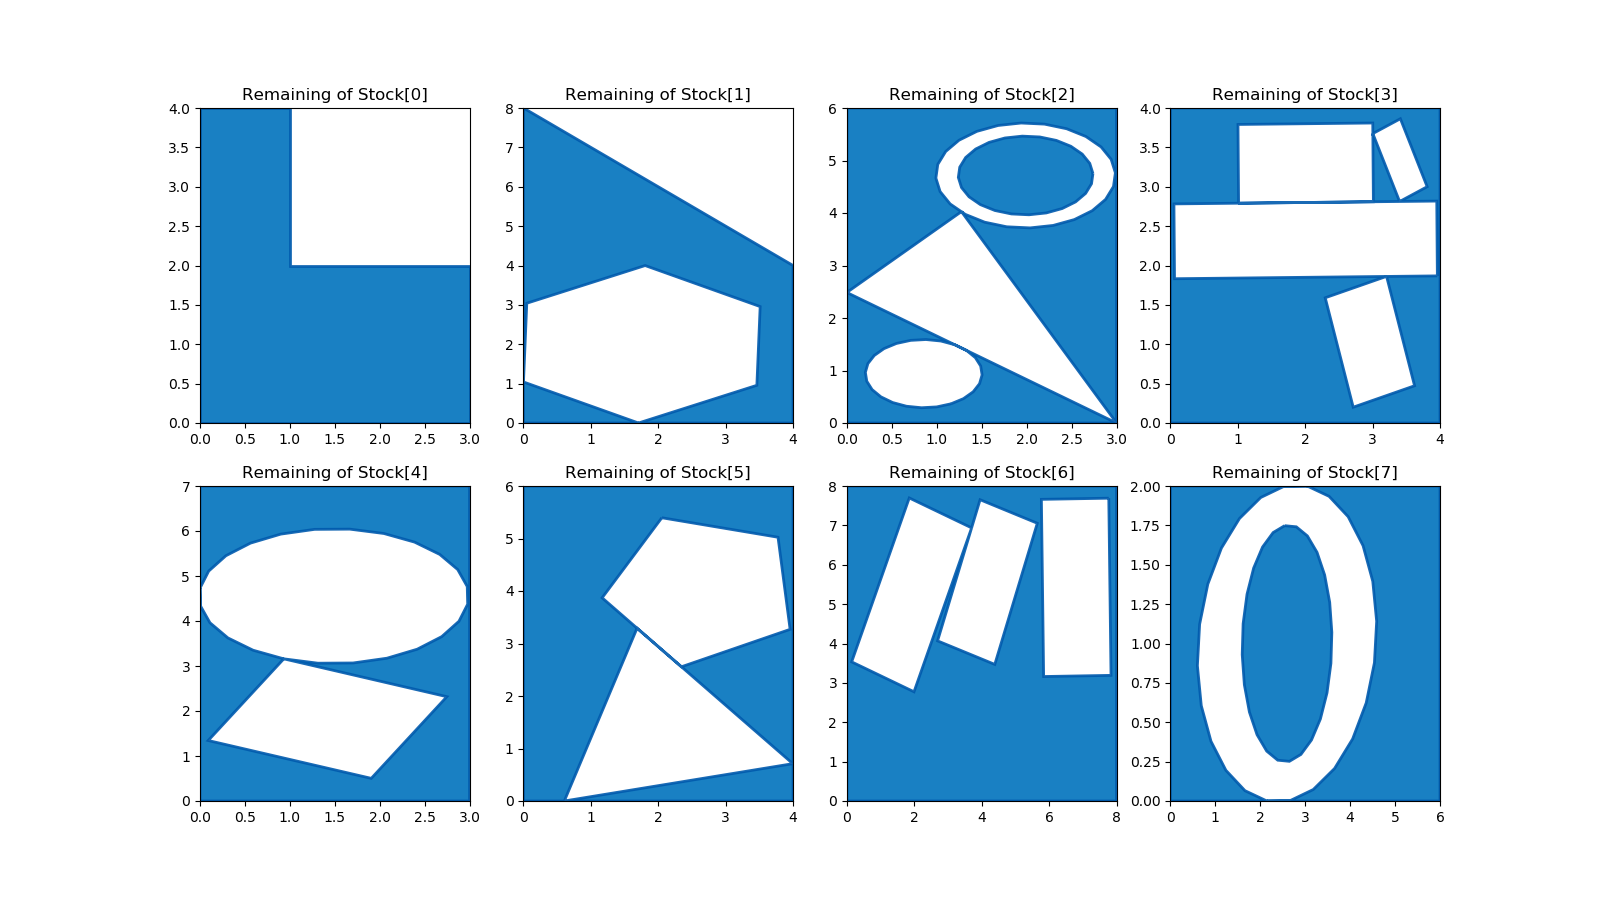 Remaining of Stock[0] Remaining of Stock[1] Remaining of Stock[2] Remaining of Stock[3]
4.0 3.5 3.0 2.5 2.0 1.5 1.0 0.5 0.0
0.0 0.5 1.0 1.5 2.0 2.5 3.0
8 7 6 5 4 3 2 1 0
0 1 2 3 4
6 5 4 3 2 1 0
0.0 0.5 1.0 1.5 2.0 2.5 3.0
4.0 3.5 3.0 2.5 2.0 1.5 1.0 0.5 0.0
0 1 2 3 4
Remaining of Stock[4] Remaining of Stock[5] Remaining of Stock[6] Remaining of Stock[7]
7 6 5 4 3 2 1 0
0.0 0.5 1.0 1.5 2.0 2.5 3.0
6 5 4 3 2 1 0
0 1 2 3 4
8 7 6 5 4 3 2 1 0
0 2 4 6 8
2.00 1.75 1.50 1.25 1.00 0.75 0.50 0.25 0.00
0 1 2 3 4 5 6